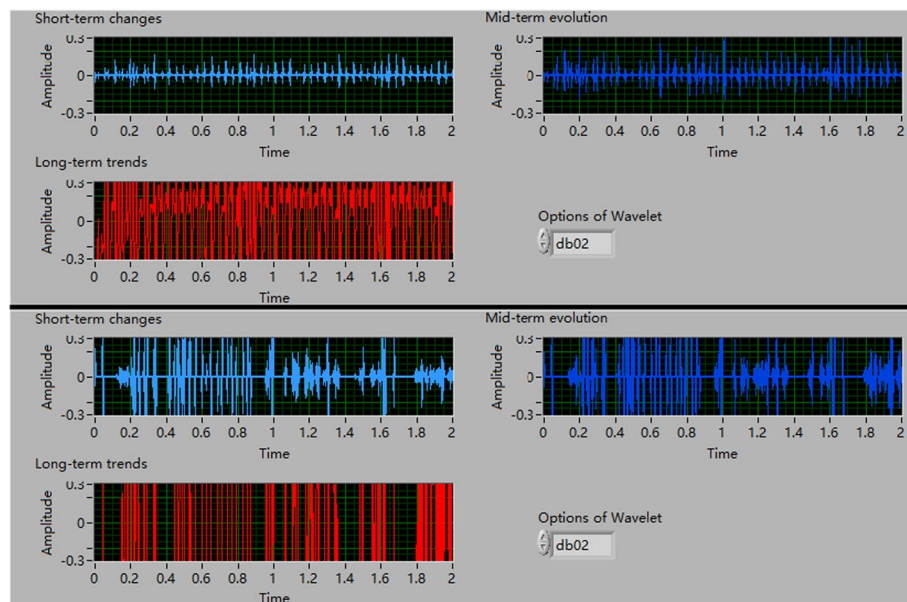 Short-term changes
Mid-term evolution
Amplitude
0.3
0
-0.3
0 0.2 0.4 0.6 0.8 1 1.2 1.4 1.6 1.8 2
Time
Amplitude
0.3
0
-0.3
0 0.2 0.4 0.6 0.8 1 1.2 1.4 1.6 1.8 2
Time
Long-term trends
Amplitude
0.3
0
-0.3
0 0.2 0.4 0.6 0.8 1 1.2 1.4 1.6 1.8 2
Time
Options of Wavelet
db02
Short-term changes
Mid-term evolution
Amplitude
0.3
0
-0.3
0 0.2 0.4 0.6 0.8 1 1.2 1.4 1.6 1.8 2
Time
Amplitude
0.3
0
-0.3
0 0.2 0.4 0.6 0.8 1 1.2 1.4 1.6 1.8 2
Time
Long-term trends
Amplitude
0.3
0
-0.3
0 0.2 0.4 0.6 0.8 1 1.2 1.4 1.6 1.8 2
Time
Options of Wavelet
db02